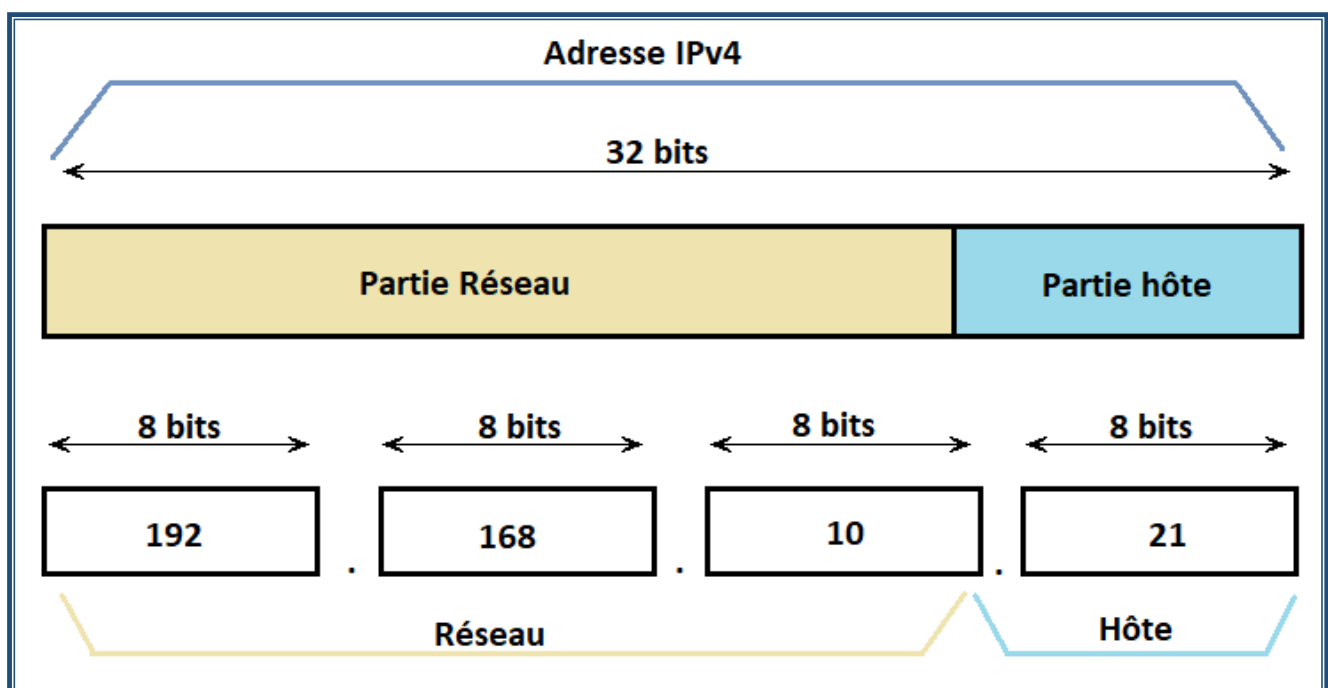 Adresse IPv4
32 bits
Partie Réseau Partie hôte
8 bits 8 bits 8 bits 8 bits
192 . 168 . 10 . 21
Réseau Hôte